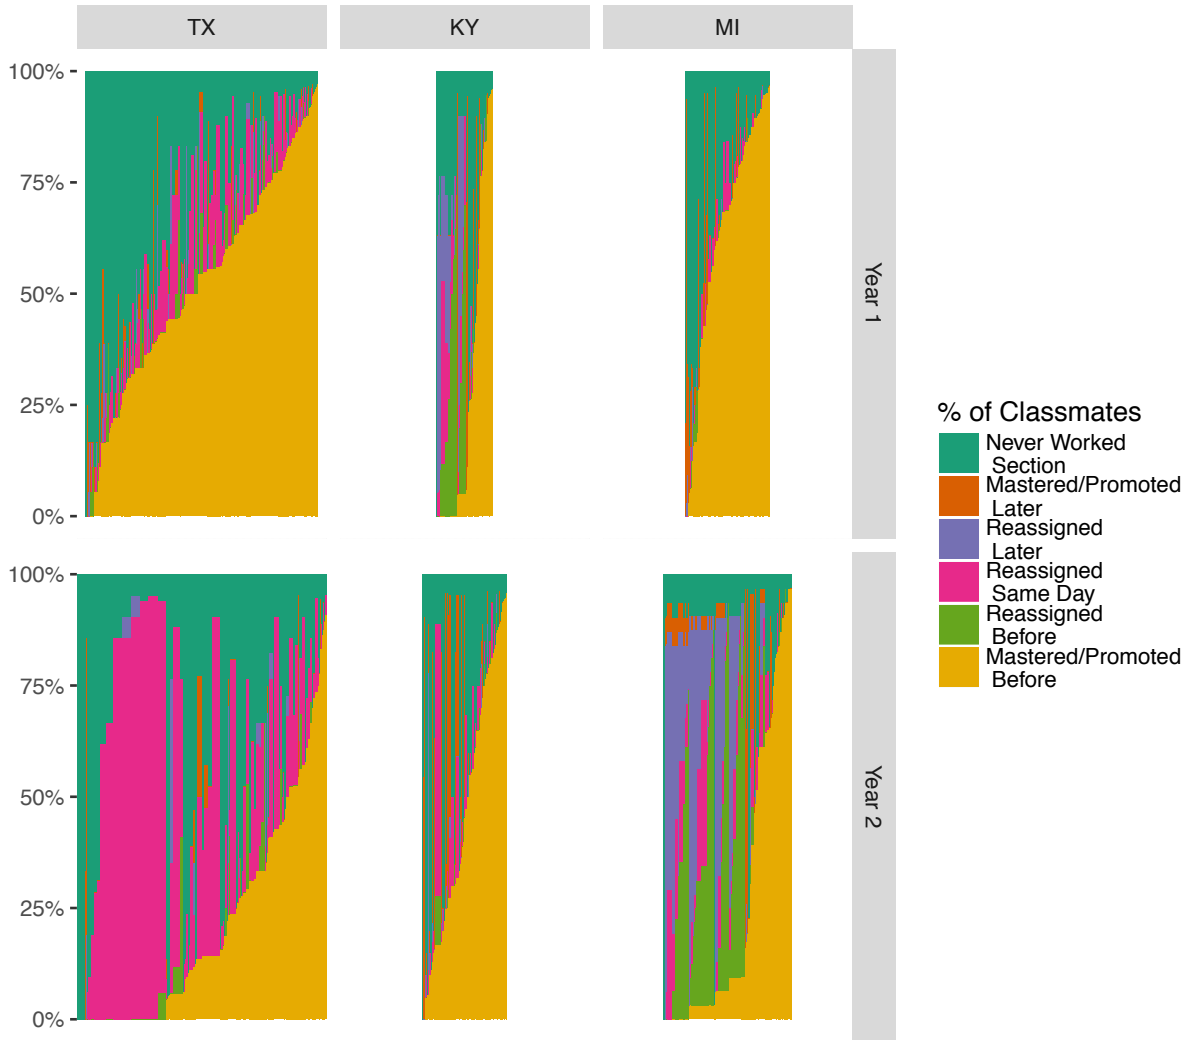 TX
KY
MI
100%
75%
50%
25%
0%
Year 1
100%
75%
50%
25%
0%
Year 2
% of Classmates
Never Worked
Section
Mastered/Promoted
Later
Reassigned
Later
Reassigned
Same Day
Reassigned
Before
Mastered/Promoted
Before